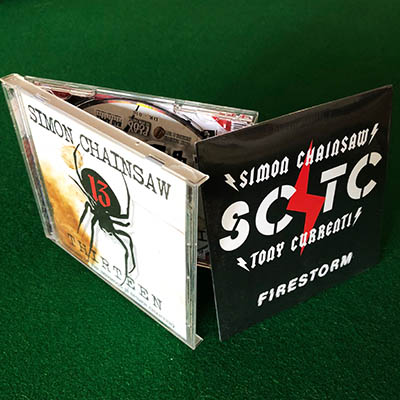 SIMON CHAINSAW
13
THIRTEEN
SIMON CHAINSAW
SC TC
TONY CURRENTI
FIRESTORM